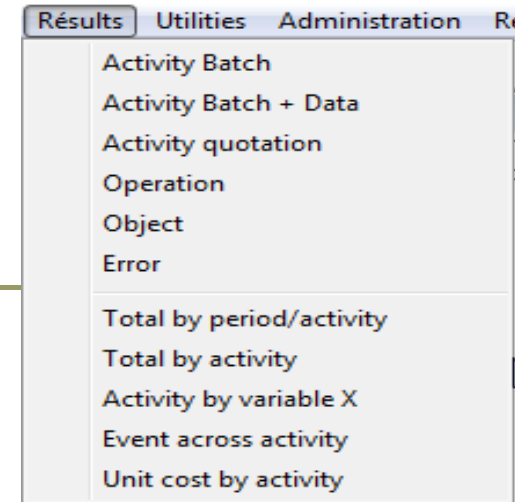 Résults Utilities Administration Re
Activity Batch
Activity Batch + Data
Activity quotation
Operation
Object
Error
Total by period/activity
Total by activity
Activity by variable X
Event across activity
Unit cost by activity